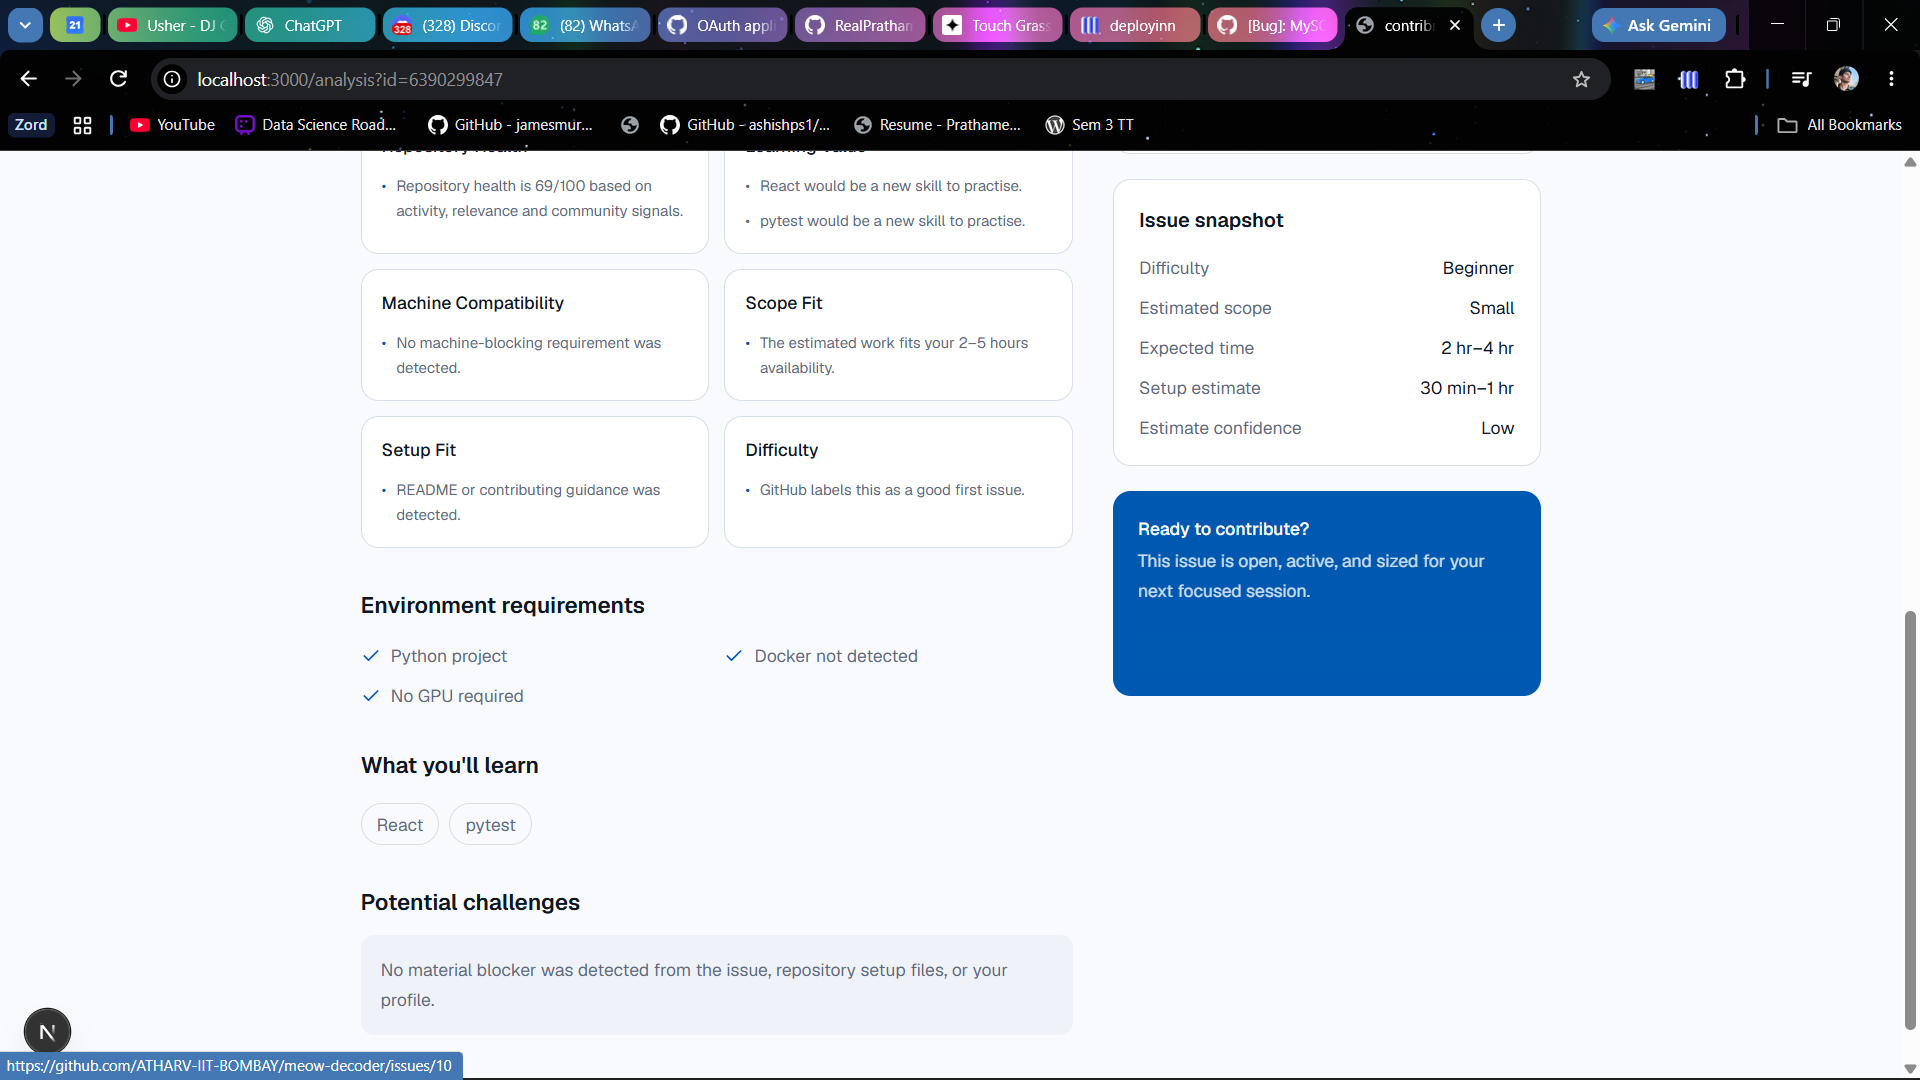 21
Usher - DJ
ChatGPT
328
(328) Discor
82
(82) WhatsA
OAuth appli
RealPrathan
Touch Grass
deployinn
[Bug]: MySC
contrib
Ask Gemini
localhost:3000/analysis?id=6390299847
Zord
YouTube
Data Science Road...
GitHub - jamesmur...
GitHub - ashishps1/...
Resume - Prathame...
Sem 3 TT
All Bookmarks
Repository Health
• Repository health is 69/100 based on
activity, relevance and community signals.
Learning Value
• React would be a new skill to practise.
• pytest would be a new skill to practise.
Machine Compatibility
• No machine-blocking requirement was
detected.
Scope Fit
• The estimated work fits your 2–5 hours
availability.
Setup Fit
• README or contributing guidance was
detected.
Difficulty
• GitHub labels this as a good first issue.
Environment requirements
Python project
Docker not detected
No GPU required
What you'll learn
React
pytest
Potential challenges
No material blocker was detected from the issue, repository setup files, or your
profile.
Issue snapshot
Difficulty Beginner
Estimated scope Small
Expected time 2 hr–4 hr
Setup estimate 30 min–1 hr
Estimate confidence Low
Ready to contribute?
This issue is open, active, and sized for your
next focused session.
N
https://github.com/ATHARV-IIT-BOMBAY/meow-decoder/issues/10